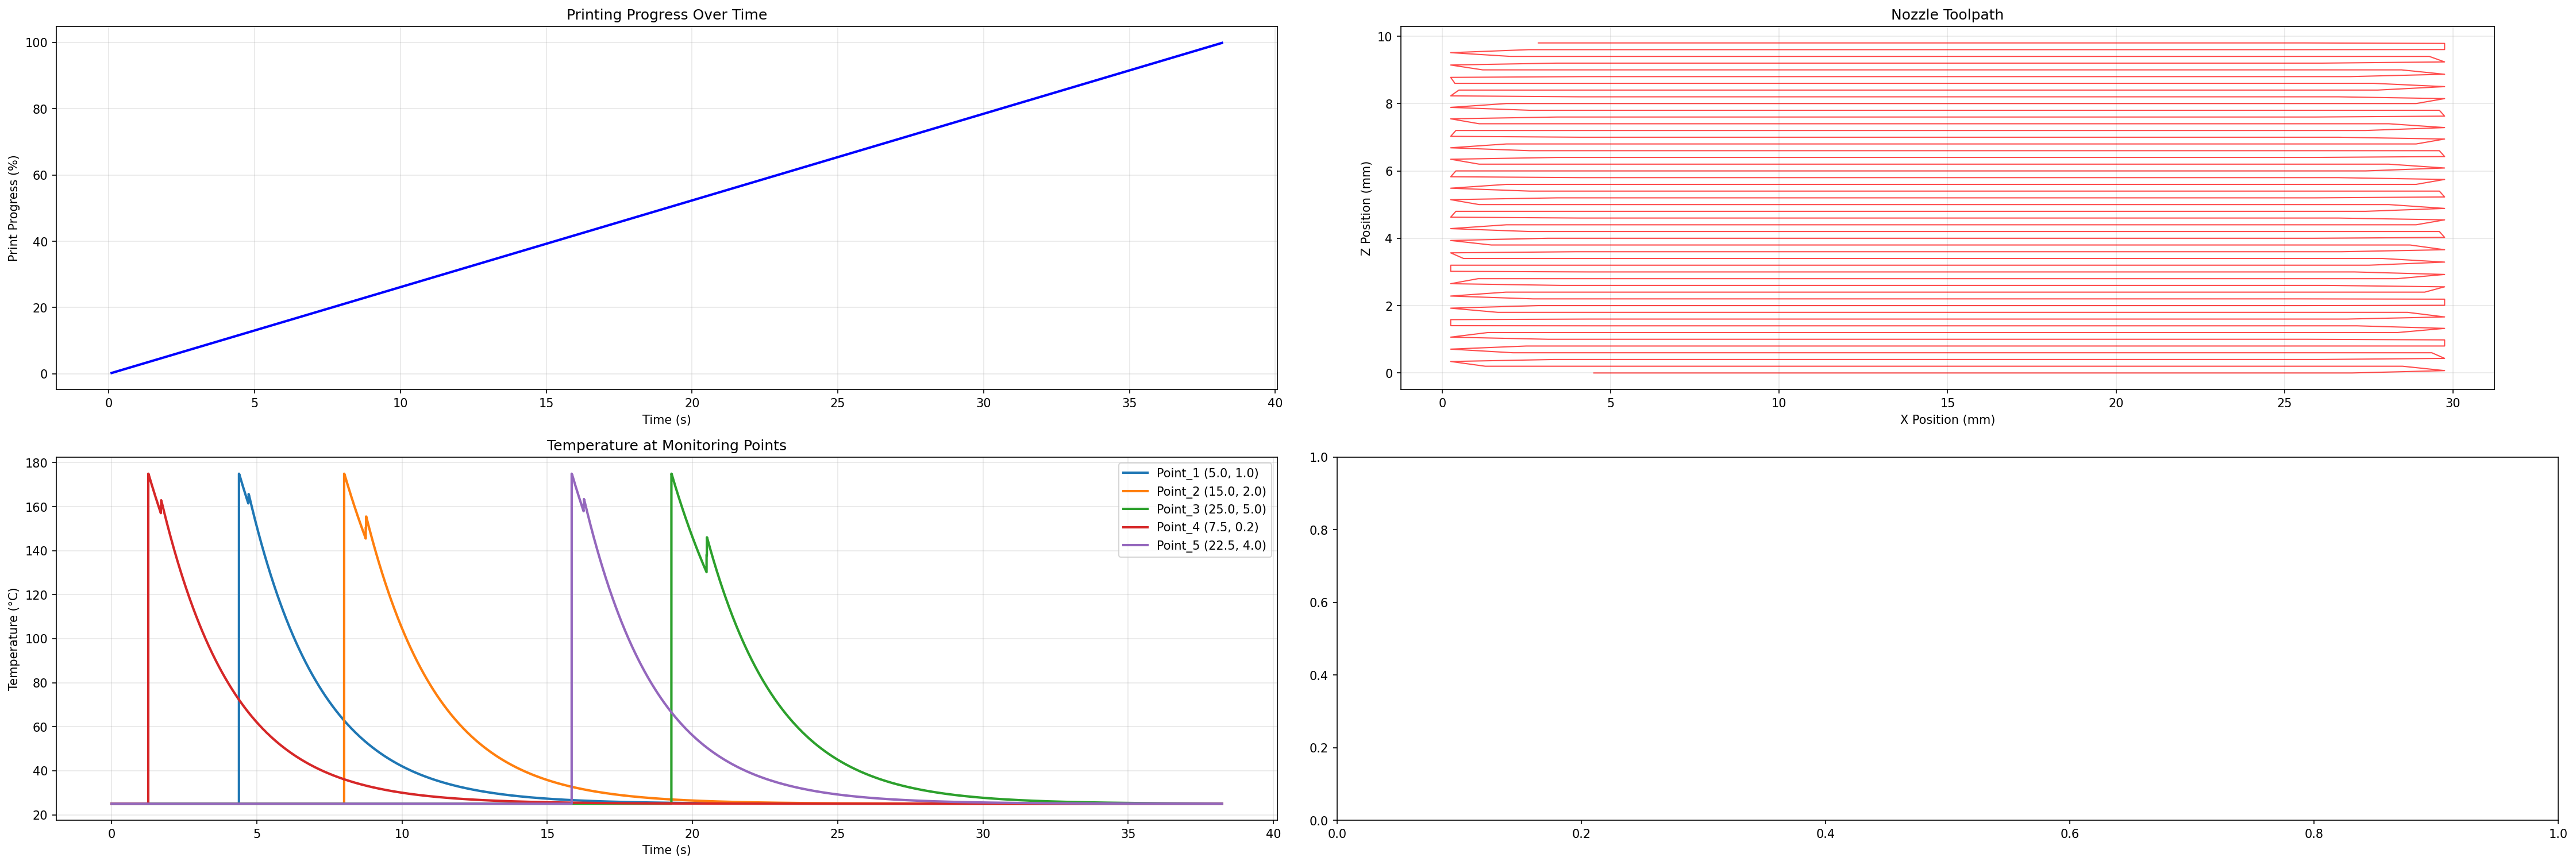 Printing Progress Over Time
Print Progress (%)
100
80
60
40
20
0
0 5 10 15 20 25 30 35 40
Time (s)
Nozzle Toolpath
Z Position (mm)
10
8
6
4
2
0
0 5 10 15 20 25 30
X Position (mm)
Temperature at Monitoring Points
Temperature (°C)
180
160
140
120
100
80
60
40
20
Point_1 (5.0, 1.0)
Point_2 (15.0, 2.0)
Point_3 (25.0, 5.0)
Point_4 (7.5, 0.2)
Point_5 (22.5, 4.0)
0 5 10 15 20 25 30 35 40
Time (s)
1.0
0.8
0.6
0.4
0.2
0.0
0.0 0.2 0.4 0.6 0.8 1.0